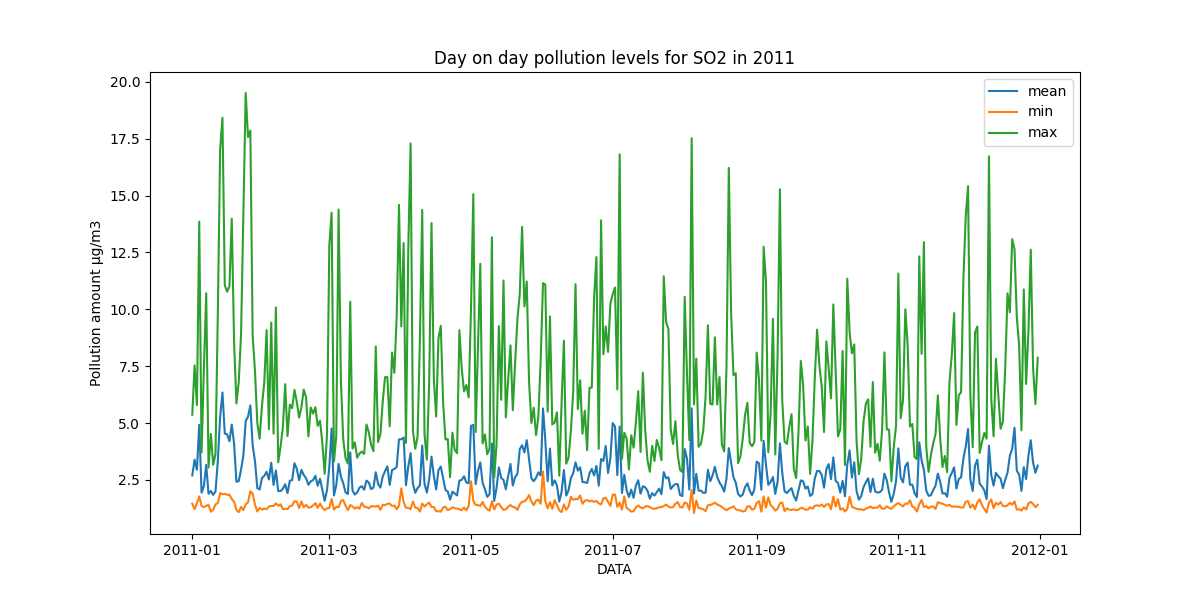 Day on day pollution levels for SO2 in 2011
20.0
17.5
15.0
12.5
10.0
7.5
5.0
2.5
Pollution amount µg/m3
mean
min
max
2011-01
2011-03
2011-05
2011-07
2011-09
2011-11
2012-01
DATA